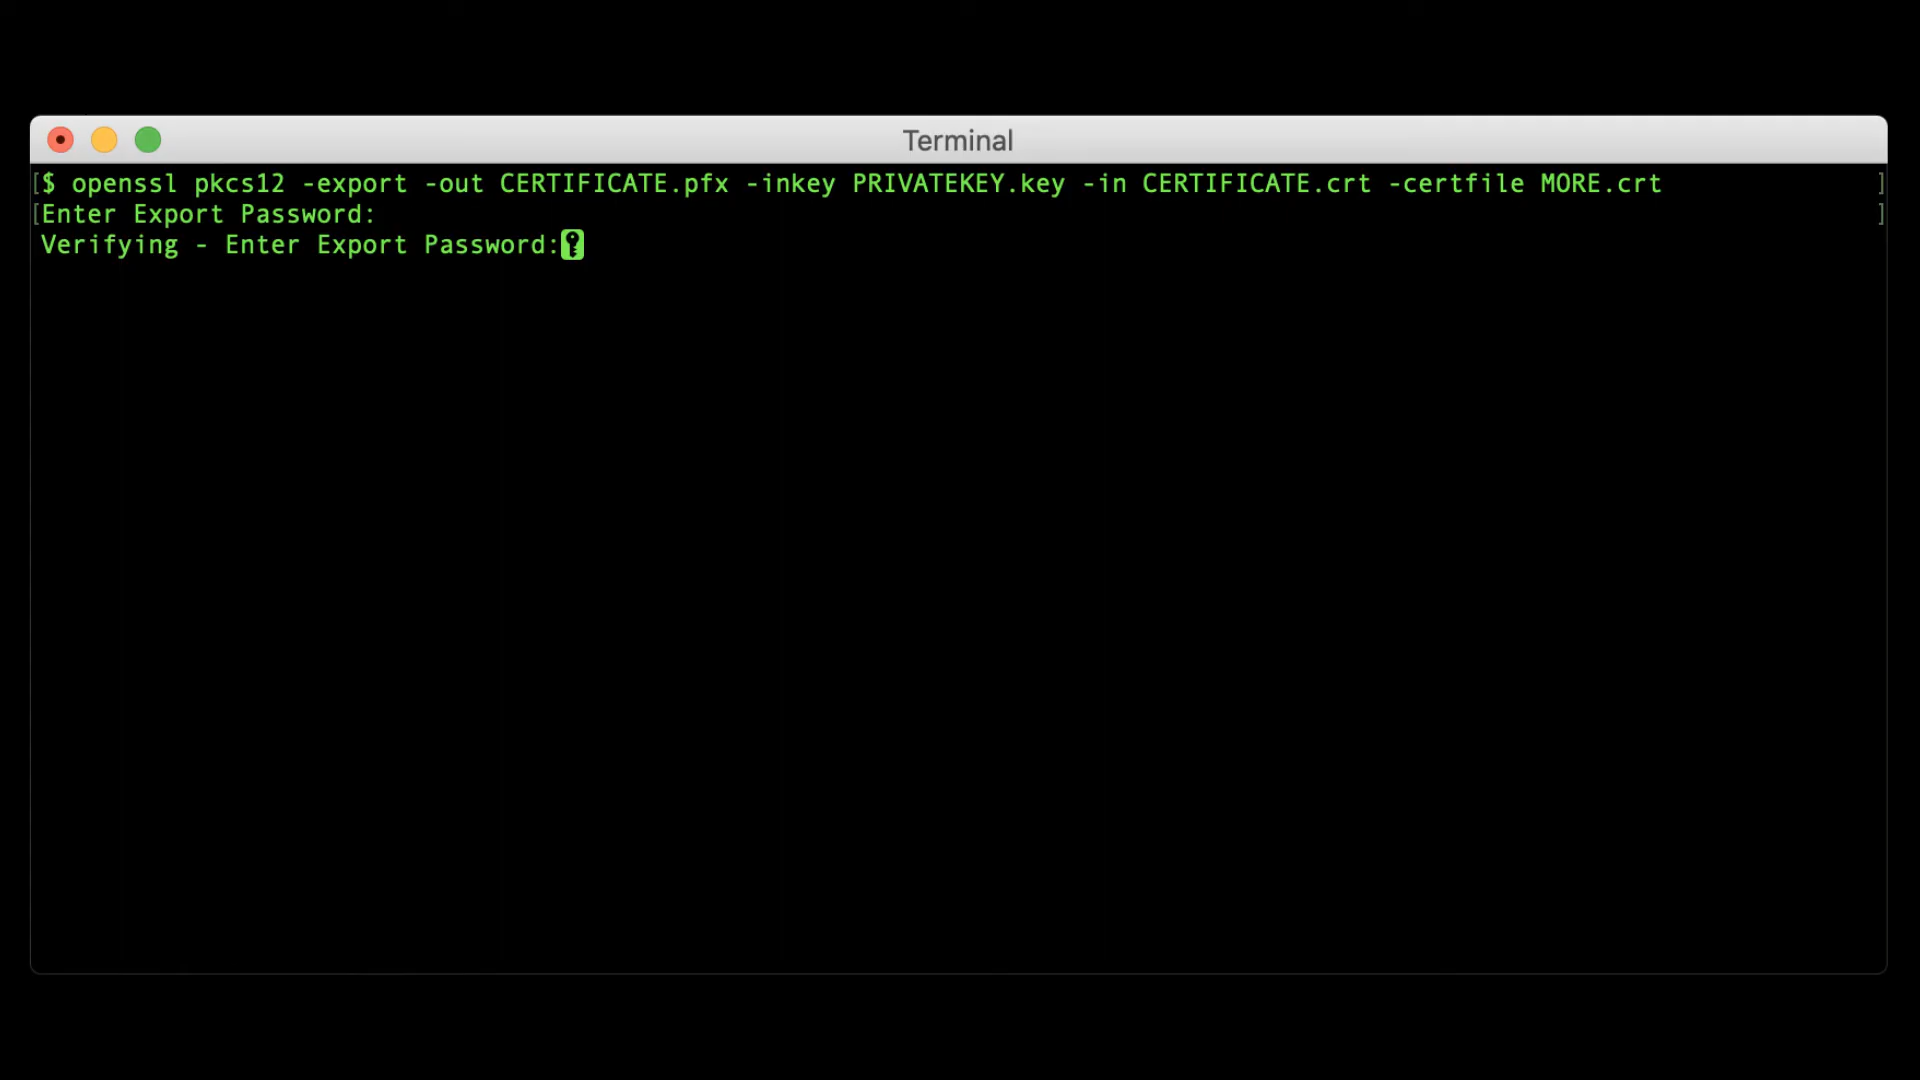 Terminal
[$ openssl pkcs12 -export -out CERTIFICATE.pfx -inkey PRIVATEKEY.key -in CERTIFICATE.crt -certfile MORE.crt ]
[Enter Export Password: ]
Verifying - Enter Export Password: